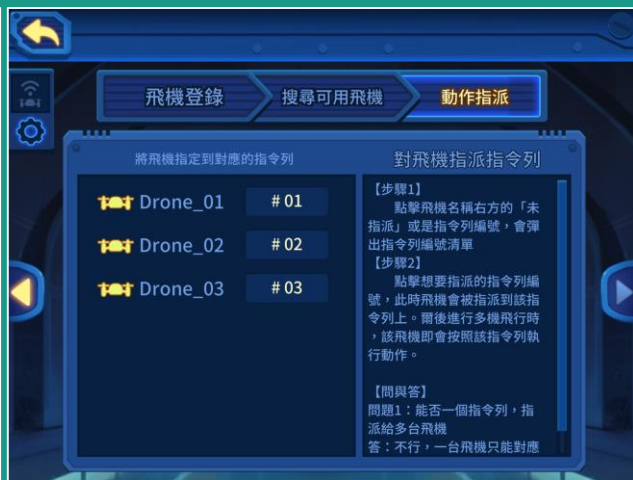 飛機登錄
搜尋可用飛機
動作指派
將飛機指定到對應的指令列
Drone_01 # 01
Drone_02 # 02
Drone_03 # 03
對飛機指派指令列
【步驟1】
點擊飛機名稱右方的「未
指派」或是指令列編號，會彈
出指令列編號清單
【步驟2】
點擊想要指派的指令列編
號，此時飛機會被指派到該指
令列上。爾後進行多機飛行時
，該飛機即會按照該指令列執
行動作。
【問與答】
問題1：能否一個指令列，指
派給多台飛機
答：不行，一台飛機只能對應